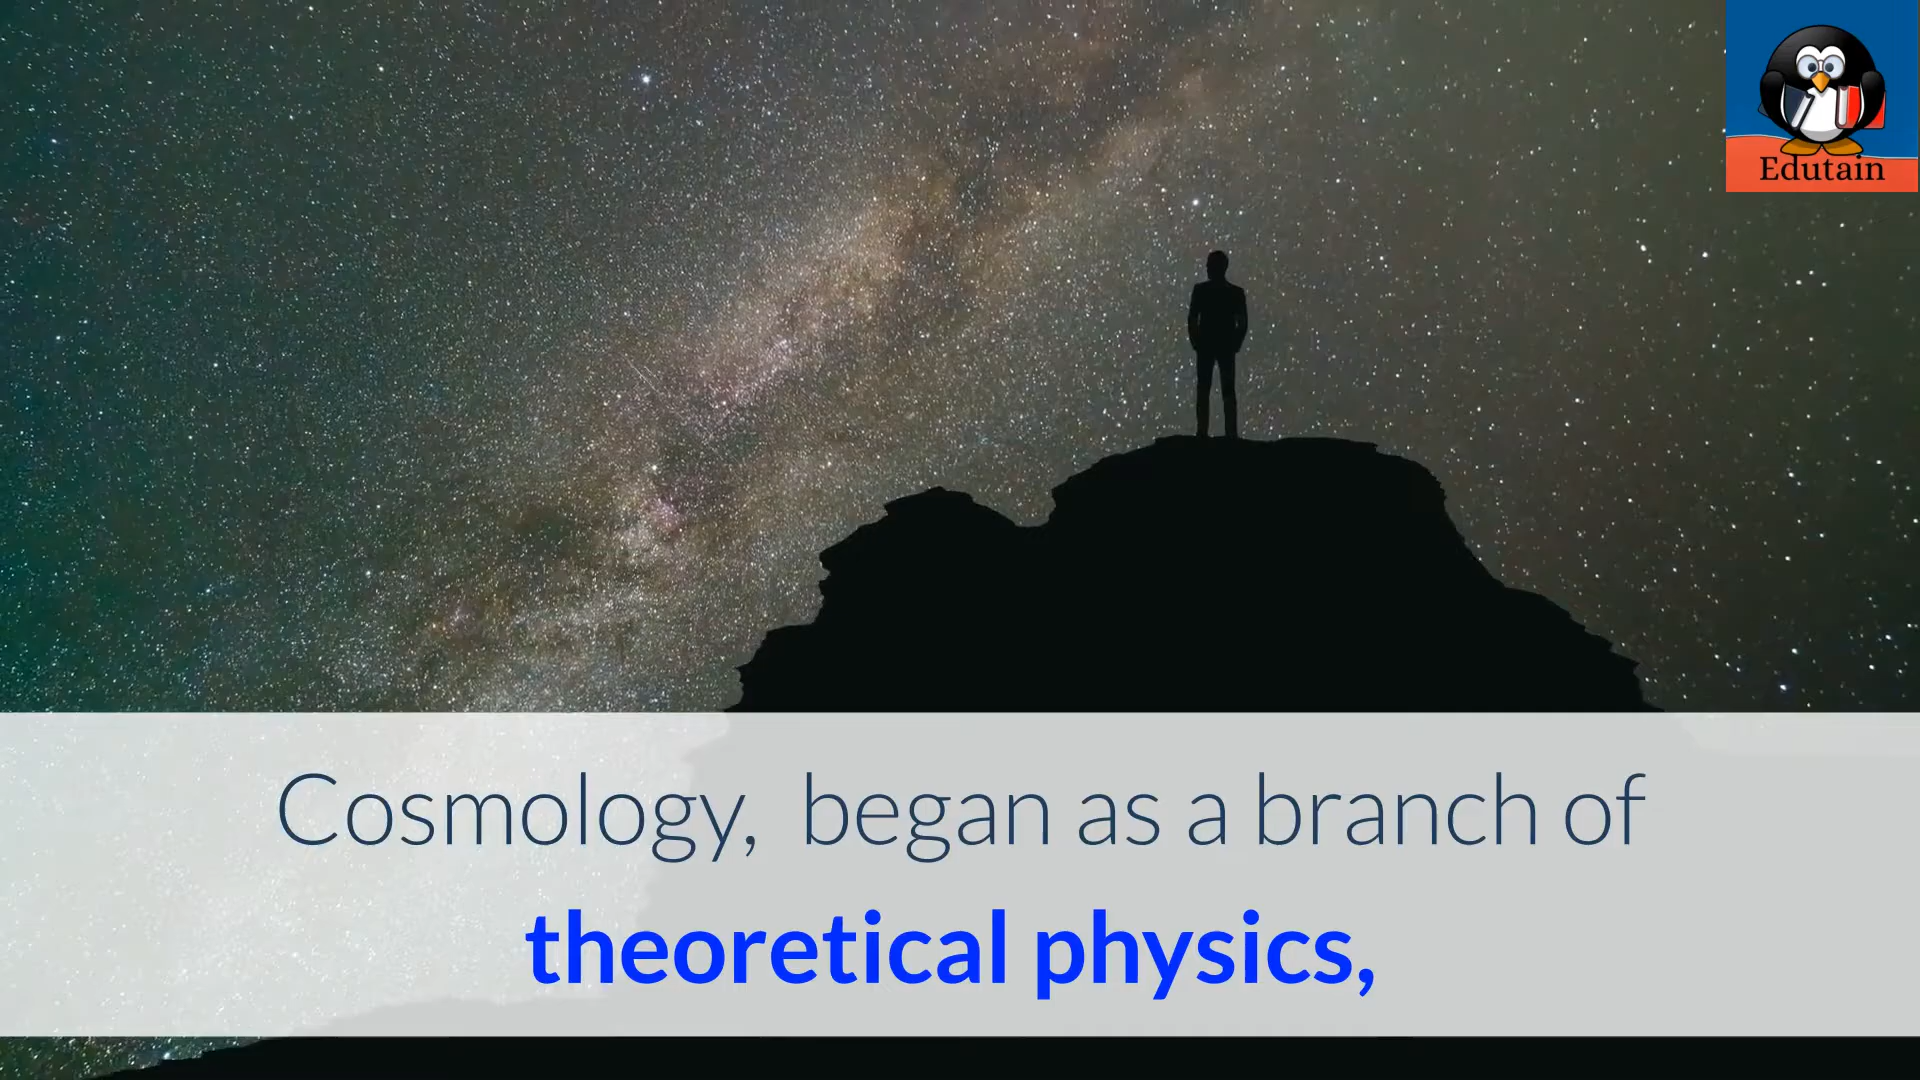 Edutain
Cosmology,  began as a branch of
theoretical physics,